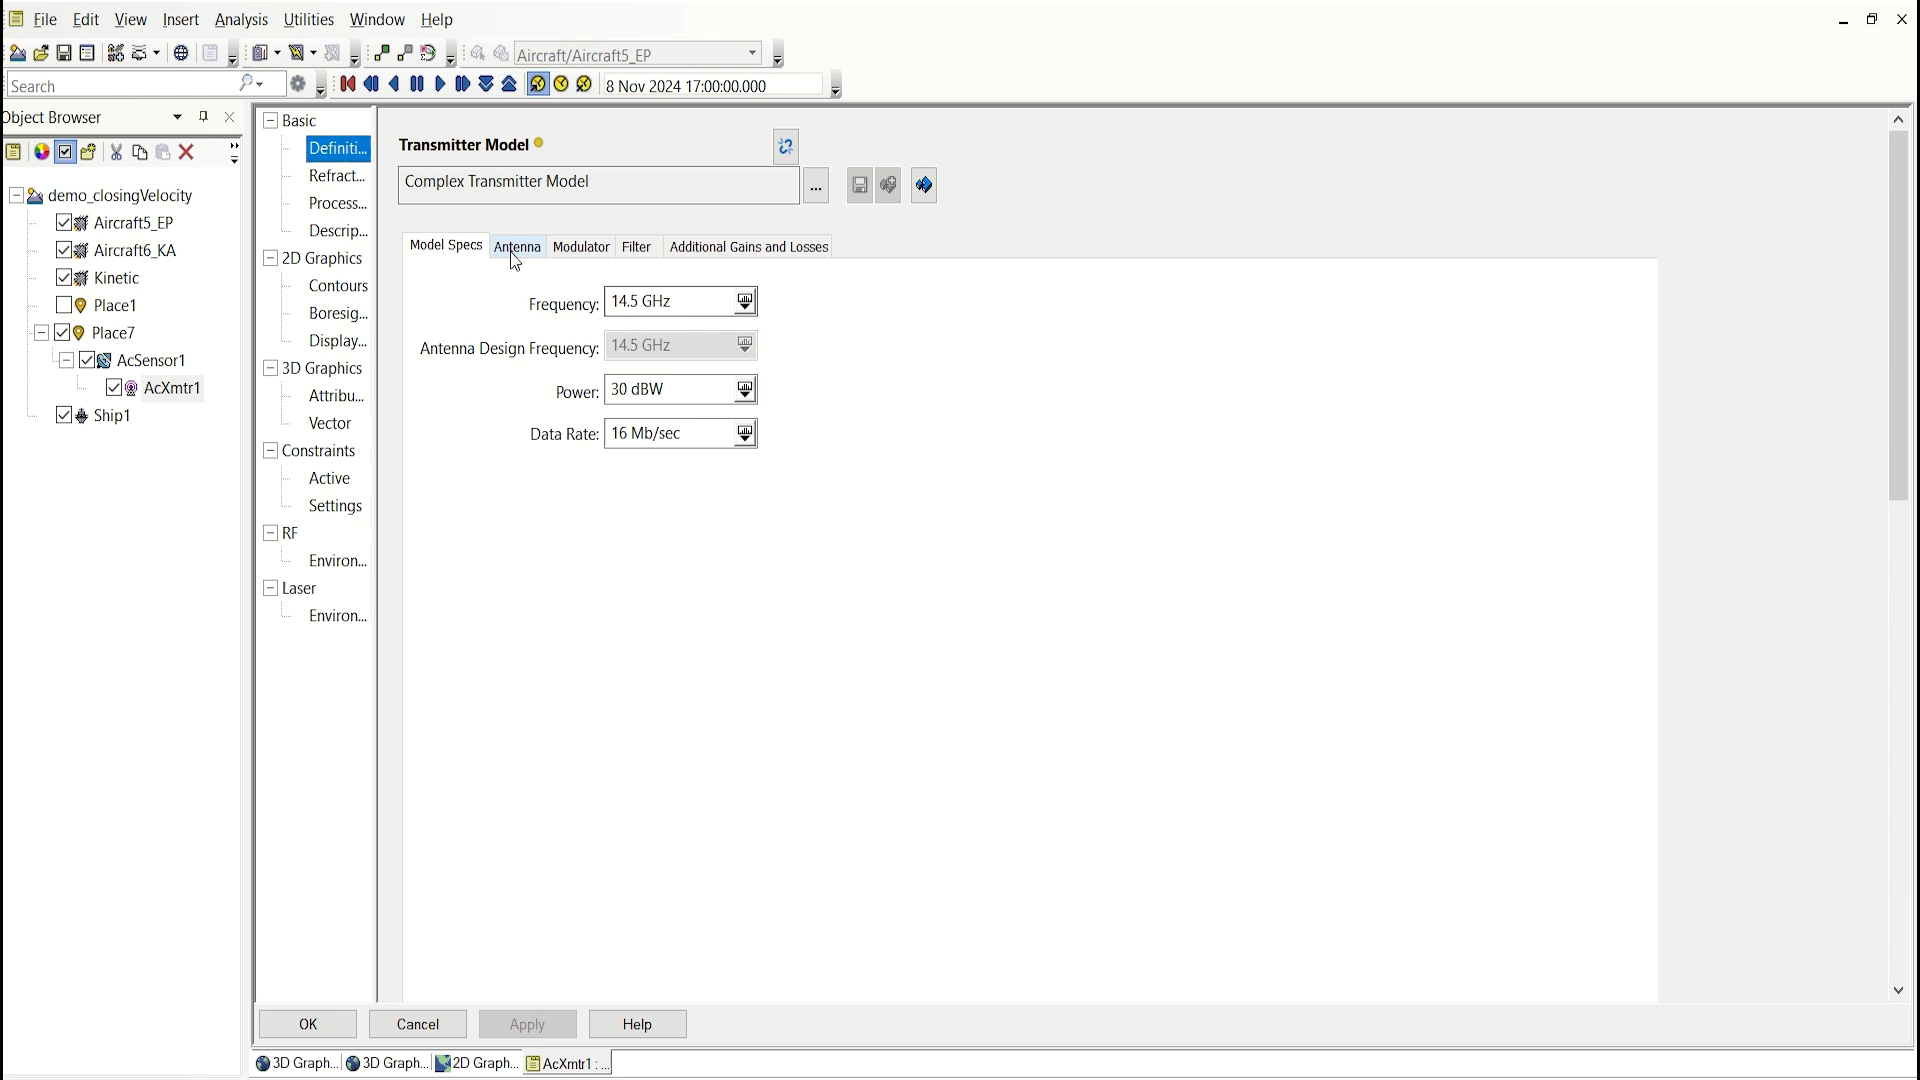 File Edit View Insert Analysis Utilities Window Help
Aircraft/Aircraft5_EP
Search
8 Nov 2024 17:00:00.000
Object Browser
demo_closingVelocity
Aircraft5_EP
Aircraft6_KA
Kinetic
Place1
Place7
AcSensor1
AcXmtr1
Ship1
Basic
Definiti...
Refract...
Process...
Descrip...
2D Graphics
Contours
Boresig...
Display...
3D Graphics
Attribu...
Vector
Constraints
Active
Settings
RF
Environ...
Laser
Environ...
Transmitter Model
Complex Transmitter Model
...
Model Specs Antenna Modulator Filter Additional Gains and Losses
Frequency: 14.5 GHz
Antenna Design Frequency: 14.5 GHz
Power: 30 dBW
Data Rate: 16 Mb/sec
OK Cancel Apply Help
3D Graph... 3D Graph... 2D Graph... AcXmtr1 : ...